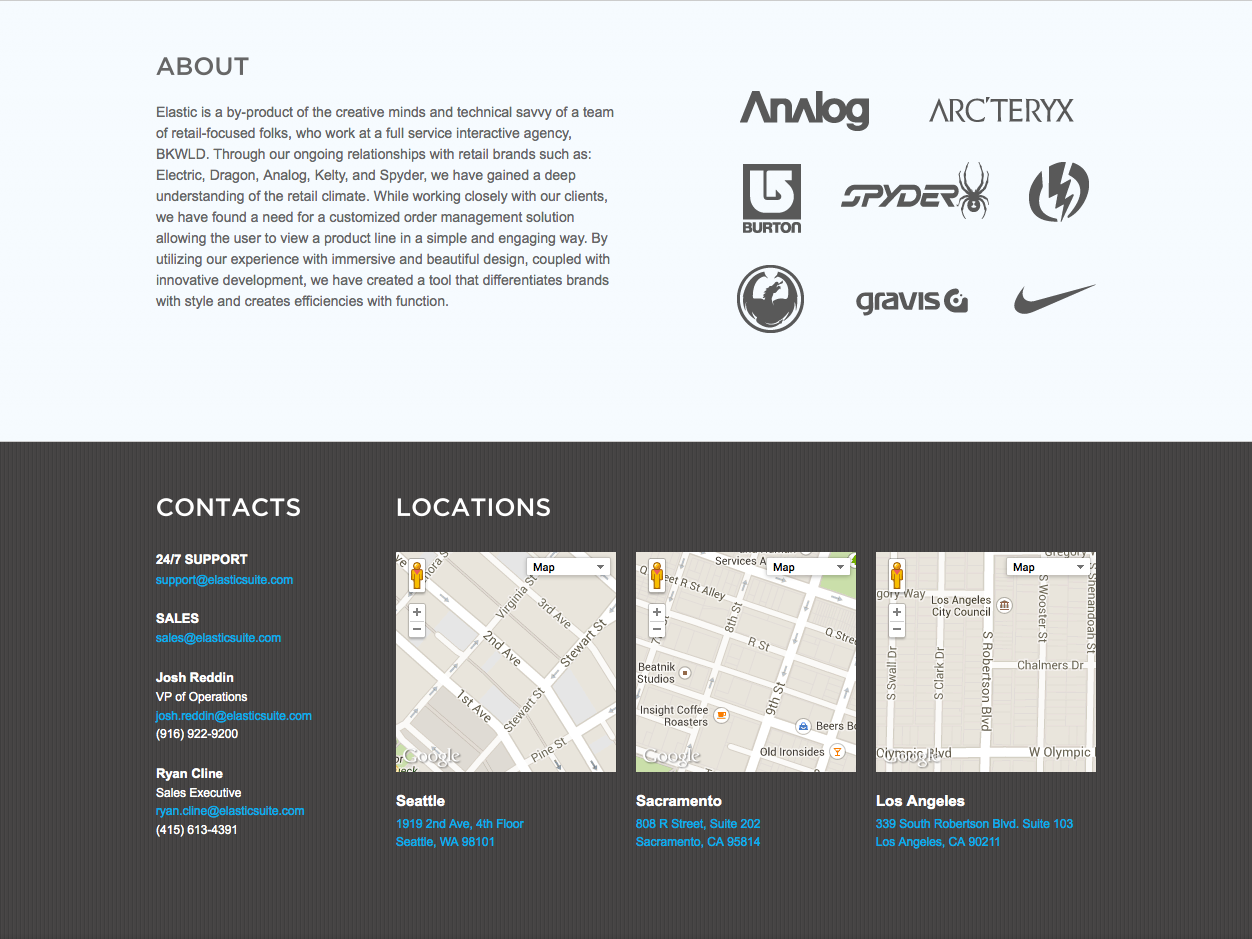 ABOUT
Elastic is a by-product of the creative minds and technical savvy of a team
of retail-focused folks, who work at a full service interactive agency,
BKWLD. Through our ongoing relationships with retail brands such as:
Electric, Dragon, Analog, Kelty, and Spyder, we have gained a deep
understanding of the retail climate. While working closely with our clients,
we have found a need for a customized order management solution
allowing the user to view a product line in a simple and engaging way. By
utilizing our experience with immersive and beautiful design, coupled with
innovative development, we have created a tool that differentiates brands
with style and creates efficiencies with function.
Analog
ARC'TERYX
BURTON
SPYDER
gravis
CONTACTS
24/7 SUPPORT
support@elasticsuite.com
SALES
sales@elasticsuite.com
Josh Reddin
VP of Operations
josh.reddin@elasticsuite.com
(916) 922-9200
Ryan Cline
Sales Executive
ryan.cline@elasticsuite.com
(415) 613-4391
LOCATIONS
Map
Virginia St
3rd Ave
2nd Ave
Stewart St
1st Ave
Stewart St
Pine St
Google
Seattle
1919 2nd Ave, 4th Floor
Seattle, WA 98101
Services A
Map
R St Alley
8th St
Q Stree
R St
Beatnik
Studios
9th St
Insight Coffee
Roasters
Beers Bo
Old Ironsides
Google
Sacramento
808 R Street, Suite 202
Sacramento, CA 95814
Gregory W
Map
gory Way
Los Angeles
City Council
S Wooster St
S Shenandoah St
S Swall Dr
S Clark Dr
S Robertson Blvd
Chalmers Dr
Olympic Blvd
W Olympic
Google
Los Angeles
339 South Robertson Blvd. Suite 103
Los Angeles, CA 90211